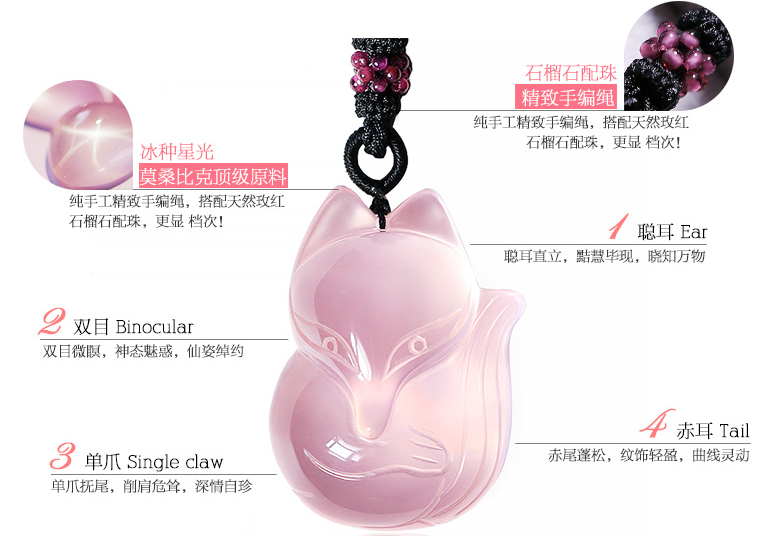 石榴石配珠
精致手编绳
纯手工精致手编绳，搭配天然玫红
石榴石配珠，更显 档次！
冰种星光
莫桑比克顶级原料
纯手工精致手编绳，搭配天然玫红
石榴石配珠，更显 档次！
1 聪耳 Ear
聪耳直立，黠慧毕现，晓知万物
2 双目 Binocular
双目微瞑，神态魅惑，仙姿绰约
4 赤耳 Tail
赤尾蓬松，纹饰轻盈，曲线灵动
3 单爪 Single claw
单爪抚尾，削肩危耸，深情自珍